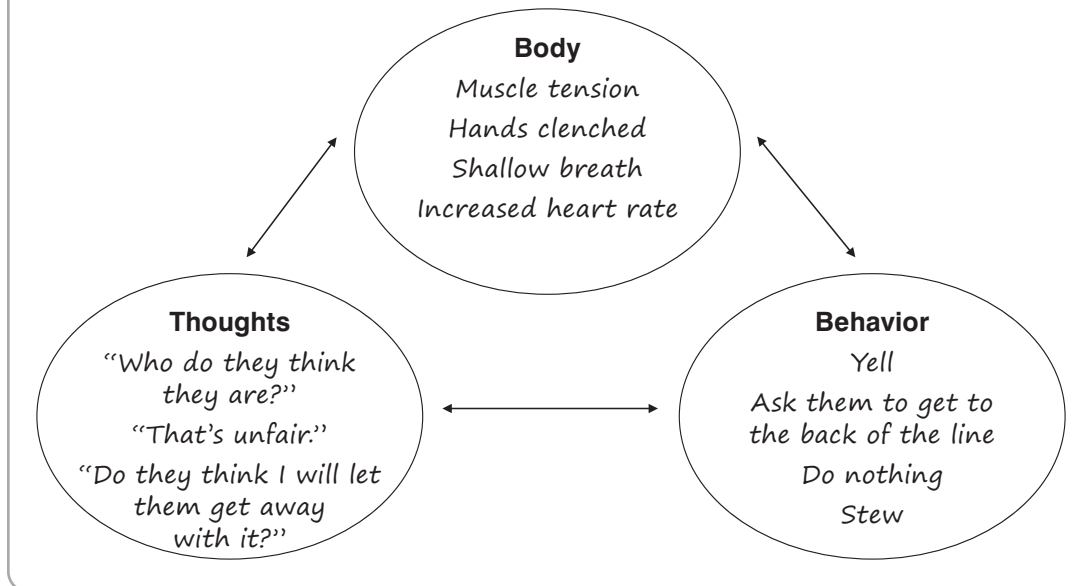 Body
Muscle tension
Hands clenched
Shallow breath
Increased heart rate
Thoughts
“Who do they think
they are?”
“That’s unfair.”
“Do they think I will let
them get away
with it?”
Behavior
Yell
Ask them to get to
the back of the line
Do nothing
Stew